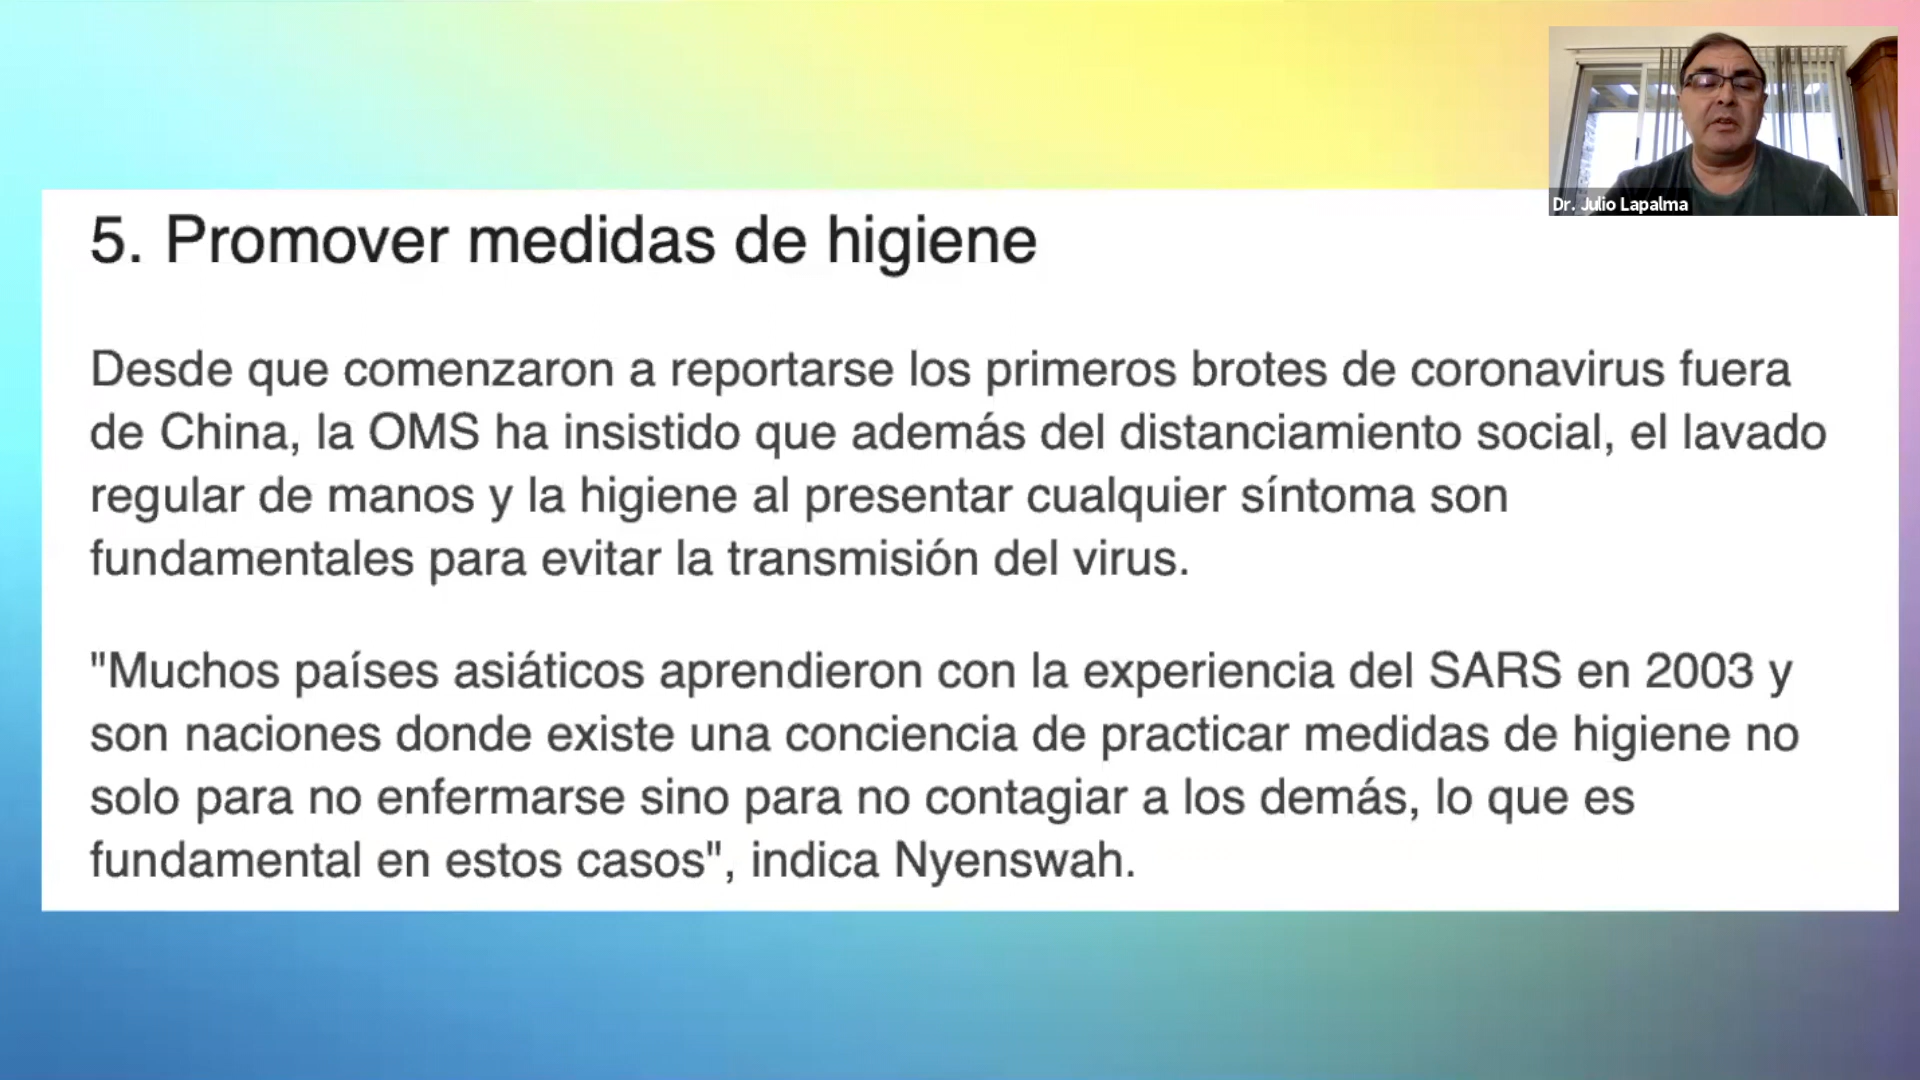 Dr. Julio Lapalma
5. Promover medidas de higiene
Desde que comenzaron a reportarse los primeros brotes de coronavirus fuera
de China, la OMS ha insistido que además del distanciamiento social, el lavado
regular de manos y la higiene al presentar cualquier síntoma son
fundamentales para evitar la transmisión del virus.
"Muchos países asiáticos aprendieron con la experiencia del SARS en 2003 y
son naciones donde existe una conciencia de practicar medidas de higiene no
solo para no enfermarse sino para no contagiar a los demás, lo que es
fundamental en estos casos", indica Nyenswah.